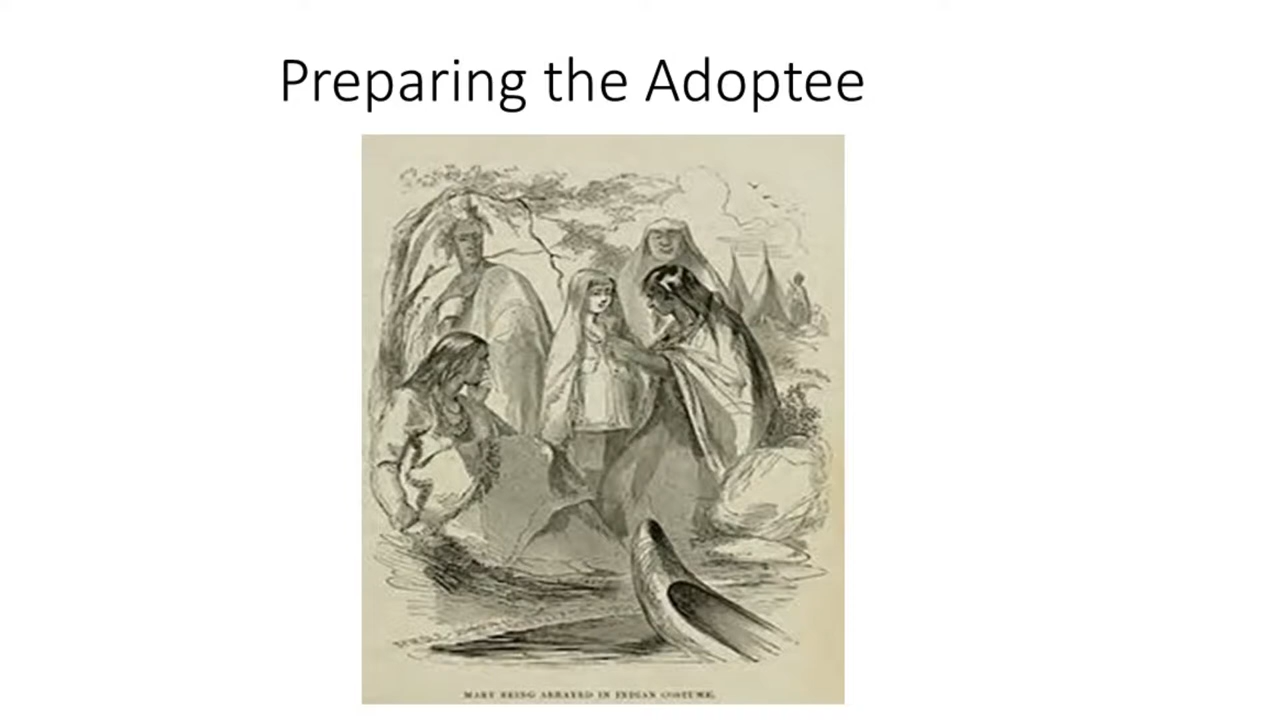 Preparing the Adoptee
MARY BEING ARRAYED IN INDIAN COSTUME.